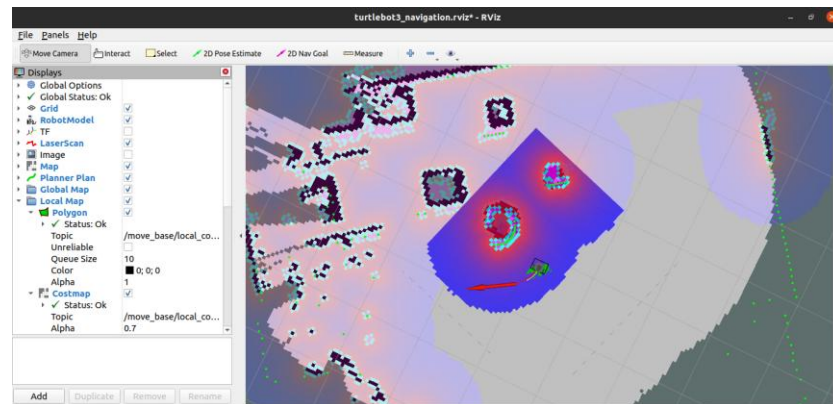 turtlebot3_navigation.rviz* - RViz
File Panels Help
Move Camera Interact Select 2D Pose Estimate 2D Nav Goal Measure
Displays
Global Options
Global Status: Ok
Grid
RobotModel
TF
LaserScan
Image
Map
Planner Plan
Global Map
Local Map
Polygon
Status: Ok
Topic /move_base/local_co...
Unreliable
Queue Size 10
Color 0; 0; 0
Alpha 1
Costmap
Status: Ok
Topic /move_base/local_co...
Alpha 0.7
Add Duplicate Remove Rename